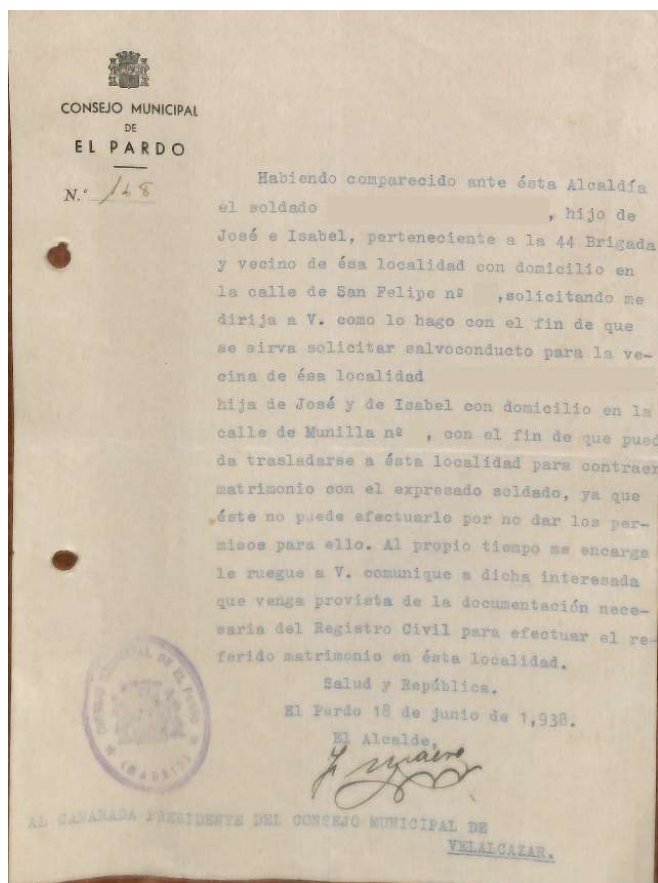 CONSEJO MUNICIPAL
DE
EL PARDO
N.º 148
Habiendo comparecido ante ésta Alcaldía
el soldado , hijo de
José e Isabel, perteneciente a la 44 Brigada
y vecino de ésa localidad con domicilio en
la calle de San Felipe nº ,solicitando me
dirija a V. como lo hago con el fin de que
se sirva solicitar salvoconducto para la ve-
cina de ésa localidad
hija de José y de Isabel con domicilio en la
calle de Munilla nº , con el fin de que pued
da trasladarse a ésta localidad para contraer
matrimonio con el expresado soldado, ya que
éste no puede efectuarlo por no dar los per-
misos para ello. Al propio tiempo me encarga
le ruegue a V. comunique a dicha interesada
que venga provista de la documentación nece-
saria del Registro Civil para efectuar el re-
ferido matrimonio en ésta localidad.
Salud y República.
El Pardo 18 de junio de 1,938.
El Alcalde,
CONSEJO MUNICIPAL DE EL PARDO
(MADRID)
AL CAMARADA PRESIDENTE DEL CONSEJO MUNICIPAL DE
VELALCAZAR.